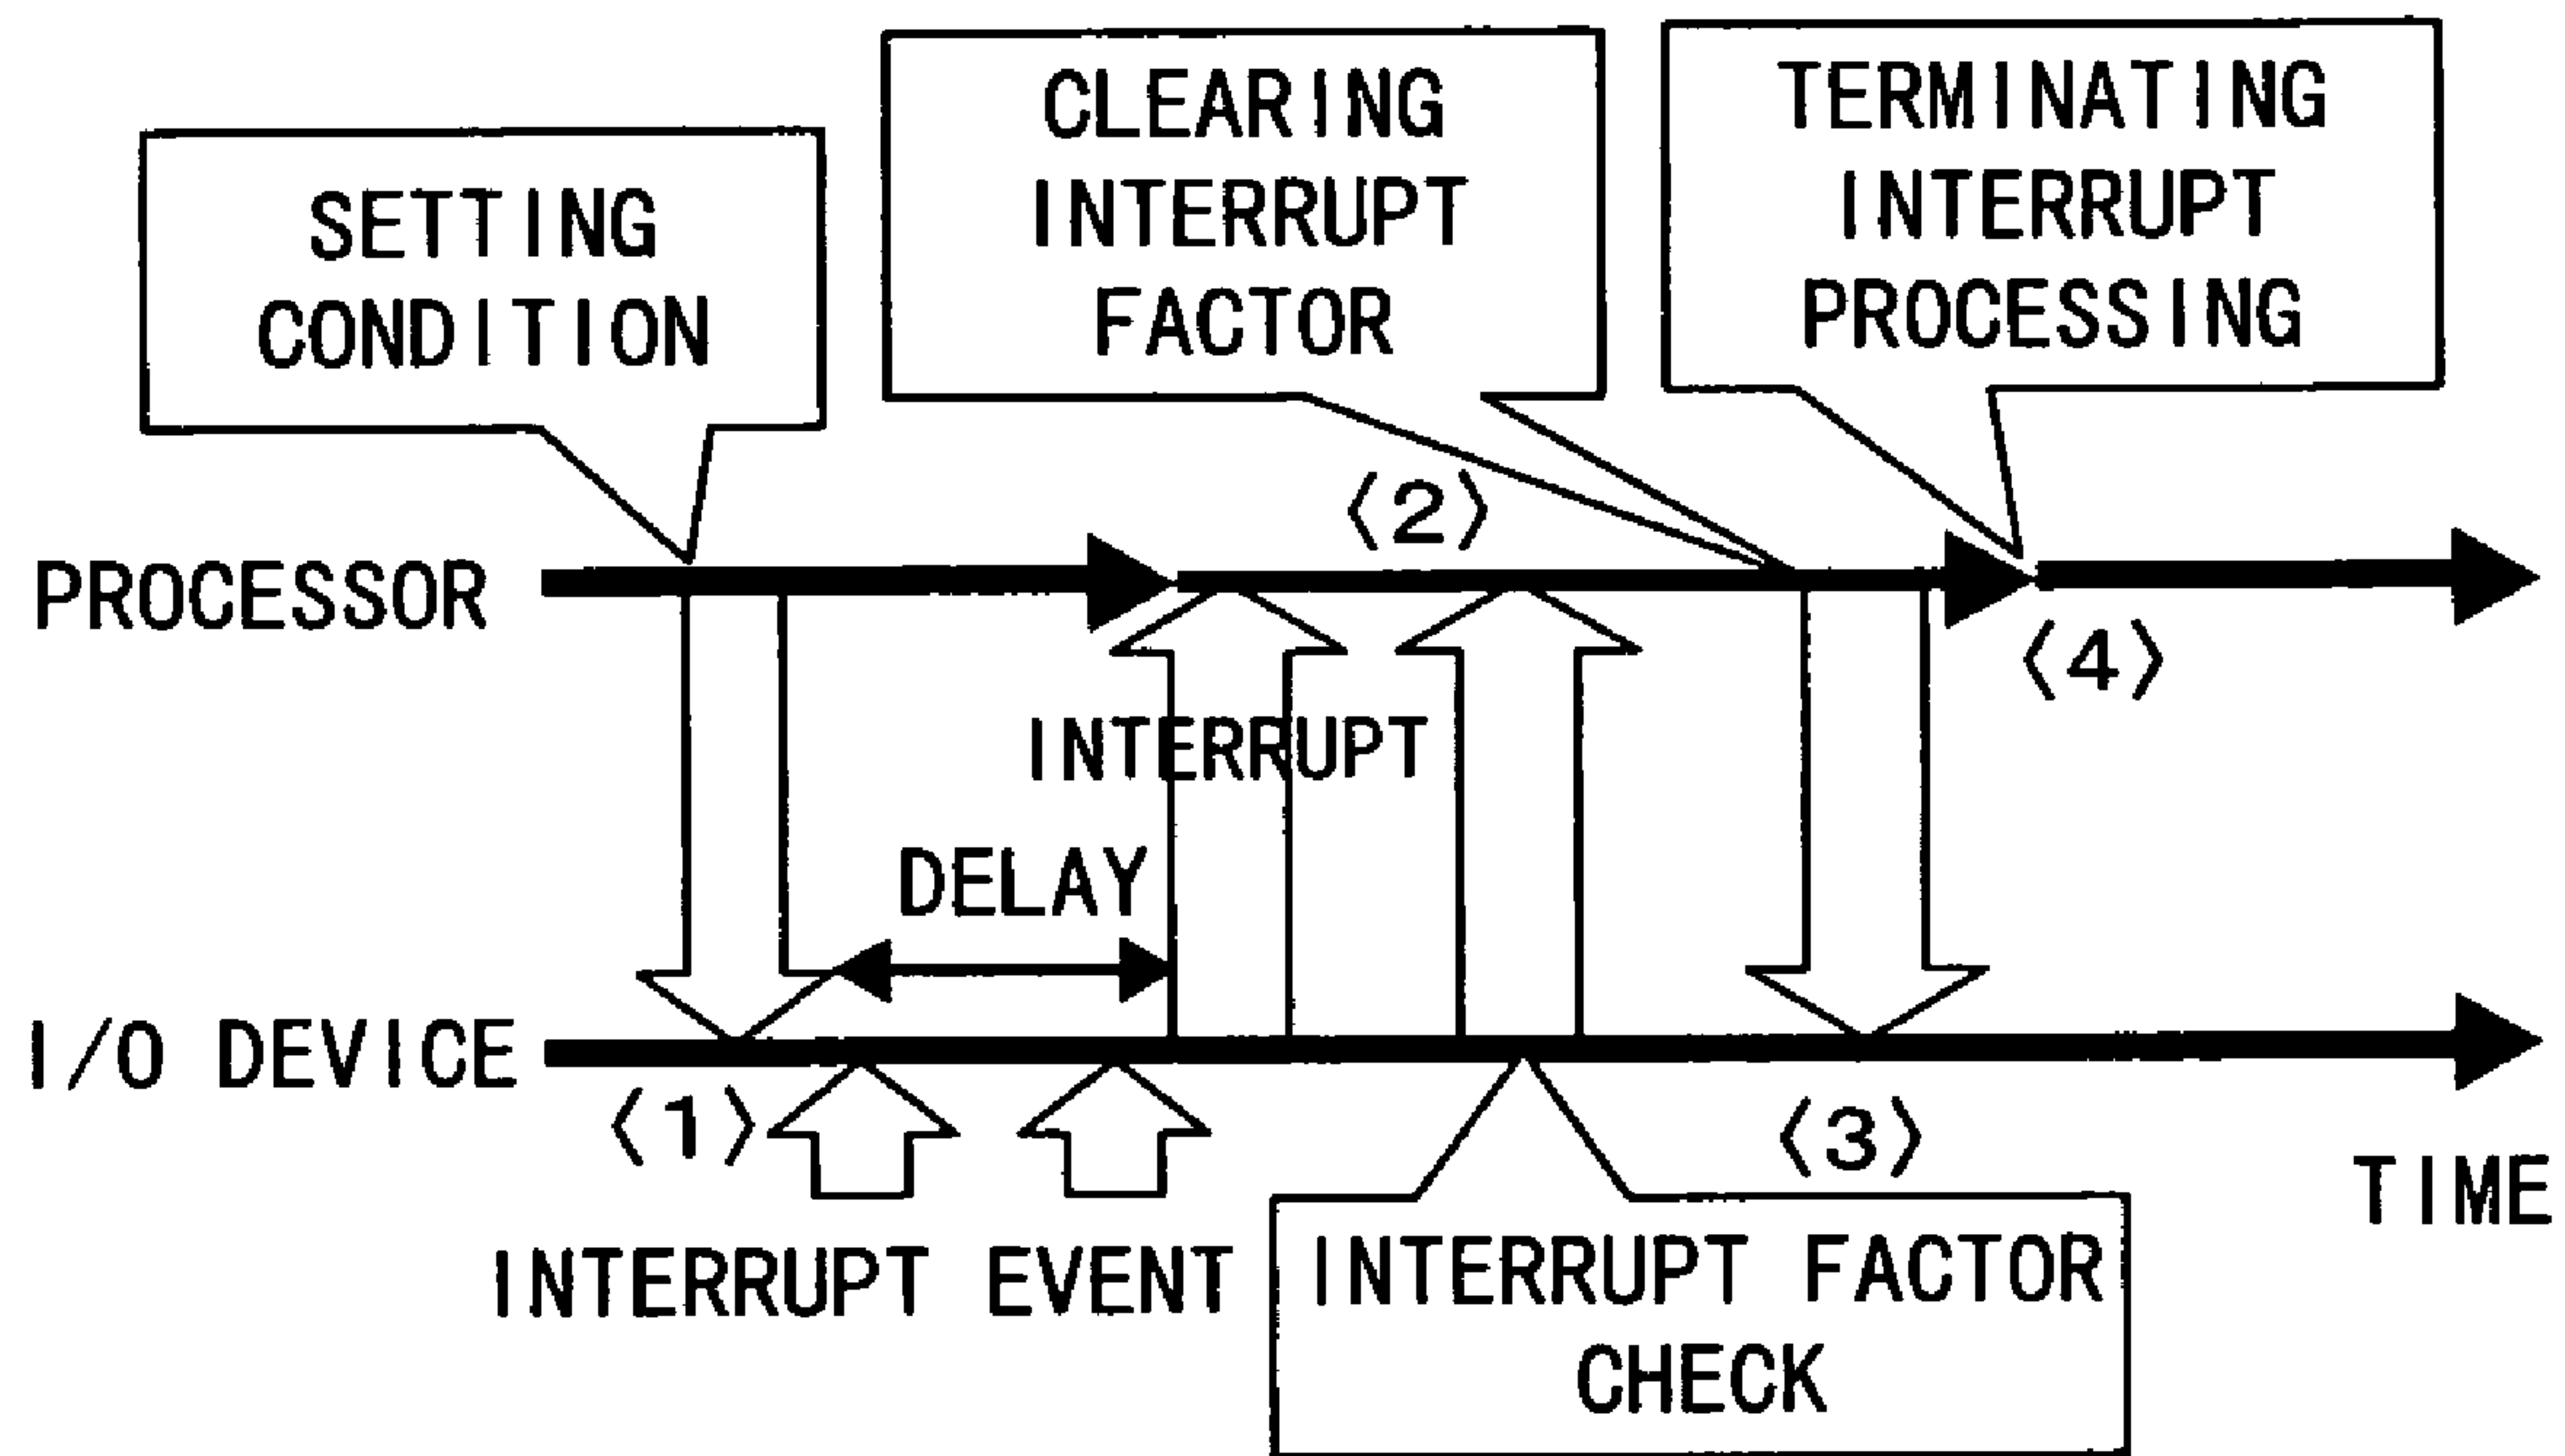 SETTING
CONDITION
CLEARING
INTERRUPT
FACTOR
TERMINATING
INTERRUPT
PROCESSING
〈2〉
PROCESSOR
〈4〉
INTERRUPT
DELAY
I/O DEVICE
〈1〉
〈3〉
TIME
INTERRUPT EVENT
INTERRUPT FACTOR
CHECK